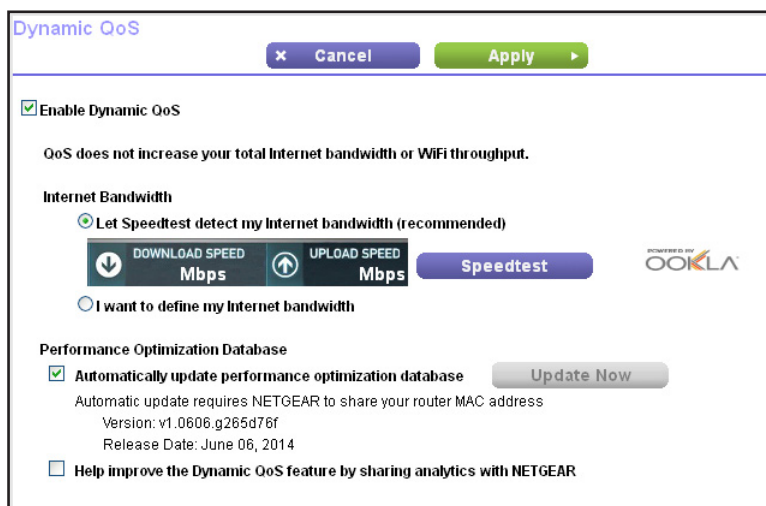 Dynamic QoS
Cancel
Apply
Enable Dynamic QoS
QoS does not increase your total Internet bandwidth or WiFi throughput.
Internet Bandwidth
Let Speedtest detect my Internet bandwidth (recommended)
DOWNLOAD SPEED
Mbps
UPLOAD SPEED
Mbps
Speedtest
POWERED BY
OOKLA
I want to define my Internet bandwidth
Performance Optimization Database
Automatically update performance optimization database
Update Now
Automatic update requires NETGEAR to share your router MAC address
Version: v1.0606.g265d76f
Release Date: June 06, 2014
Help improve the Dynamic QoS feature by sharing analytics with NETGEAR